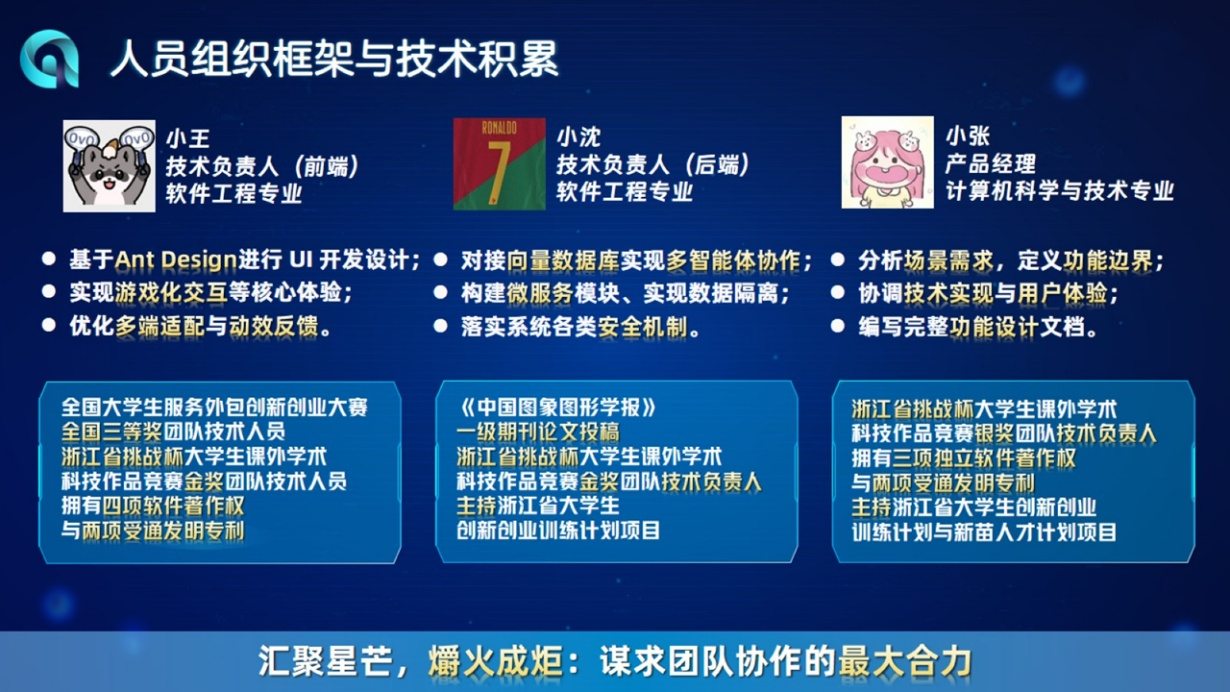 人员组织框架与技术积累
OvO OvO
小王
技术负责人（前端）
软件工程专业
RONALDO
7
小沈
技术负责人（后端）
软件工程专业
小张
产品经理
计算机科学与技术专业
基于Ant Design进行 UI 开发设计；
实现游戏化交互等核心体验；
优化多端适配与动效反馈。
对接向量数据库实现多智能体协作；
构建微服务模块、实现数据隔离；
落实系统各类安全机制。
分析场景需求，定义功能边界；
协调技术实现与用户体验；
编写完整功能设计文档。
全国大学生服务外包创新创业大赛
全国三等奖团队技术人员
浙江省挑战杯大学生课外学术
科技作品竞赛金奖团队技术人员
拥有四项软件著作权
与两项受通发明专利
《中国图象图形学报》
一级期刊论文投稿
浙江省挑战杯大学生课外学术
科技作品竞赛金奖团队技术负责人
主持浙江省大学生
创新创业训练计划项目
浙江省挑战杯大学生课外学术
科技作品竞赛银奖团队技术负责人
拥有三项独立软件著作权
与两项受通发明专利
主持浙江省大学生创新创业
训练计划与新苗人才计划项目
汇聚星芒，爝火成炬：谋求团队协作的最大合力